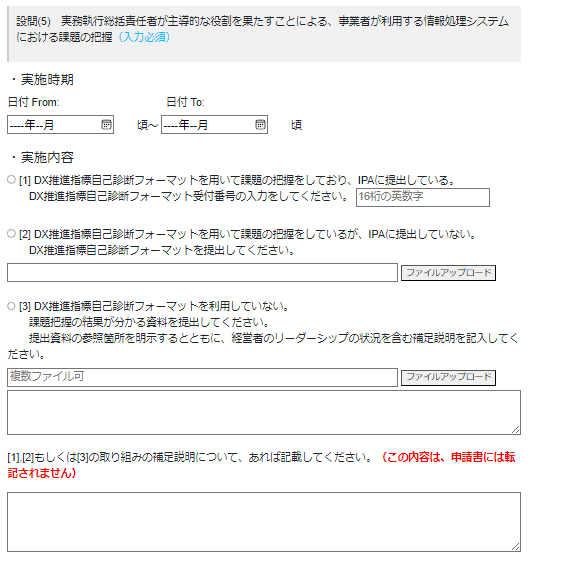 設問(5)　実務執行総括責任者が主導的な役割を果たすことによる、事業者が利用する情報処理システム
における課題の把握（入力必須）
・実施時期
日付 From:　日付 To:
----年--月　頃～　----年--月　頃
・実施内容
[1] DX推進指標自己診断フォーマットを用いて課題の把握をしており、IPAに提出している。
DX推進指標自己診断フォーマット受付番号の入力をしてください。 16桁の英数字
[2] DX推進指標自己診断フォーマットを用いて課題の把握をしているが、IPAに提出していない。
DX推進指標自己診断フォーマットを提出してください。
ファイルアップロード
[3] DX推進指標自己診断フォーマットを利用していない。
課題把握の結果が分かる資料を提出してください。
提出資料の参照箇所を明示するとともに、経営者のリーダーシップの状況を含む補足説明を記入してく
ださい。
複数ファイル可　ファイルアップロード
[1],[2]もしくは[3]の取り組みの補足説明について、あれば記載してください。（この内容は、申請書には転
記されません）